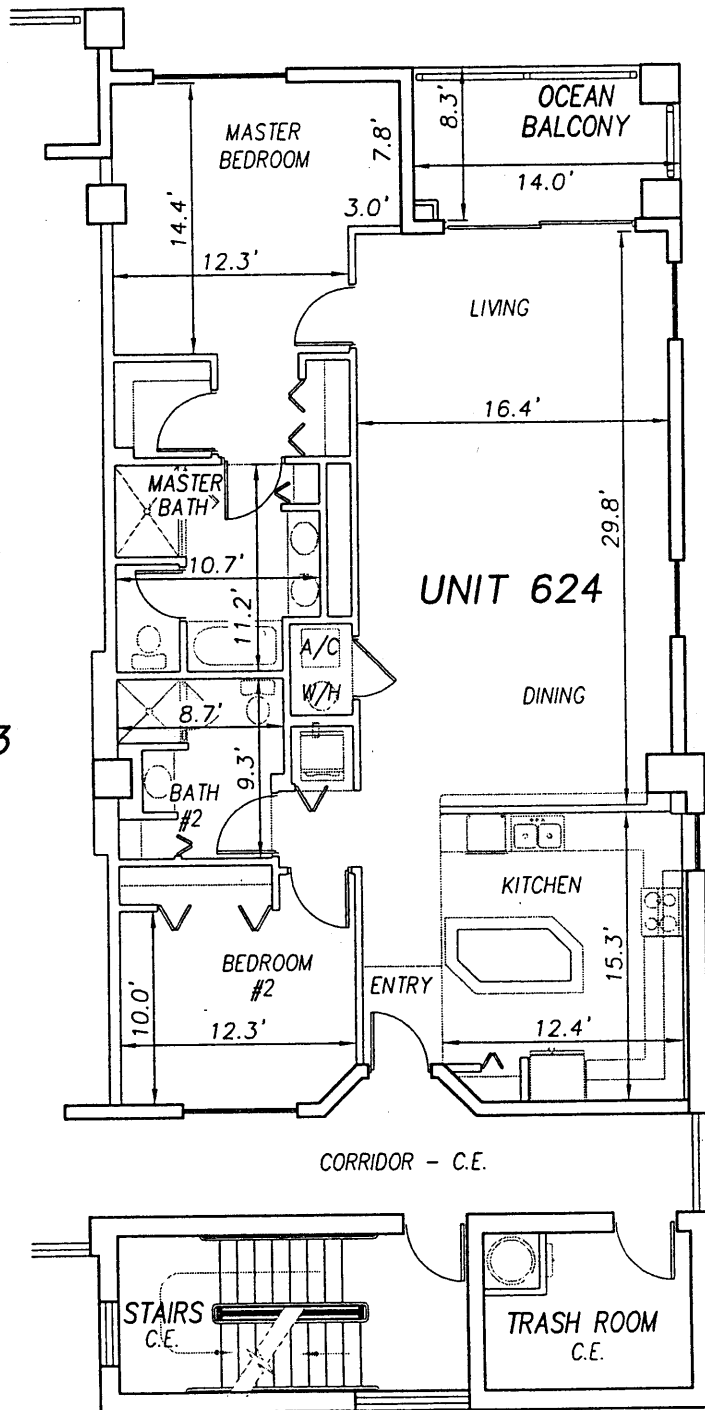 OCEAN
BALCONY
8.3'
14.0'
MASTER
BEDROOM
7.8'
3.0'
14.4'
12.3'
LIVING
16.4'
29.8'
MASTER
BATH
10.7'
11.2'
UNIT 624
A/C
W/H
DINING
8.7'
9.3'
BATH
#2
3
KITCHEN
15.3'
12.4'
BEDROOM
#2
10.0'
12.3'
ENTRY
CORRIDOR - C.E.
STAIRS
C.E.
TRASH ROOM
C.E.